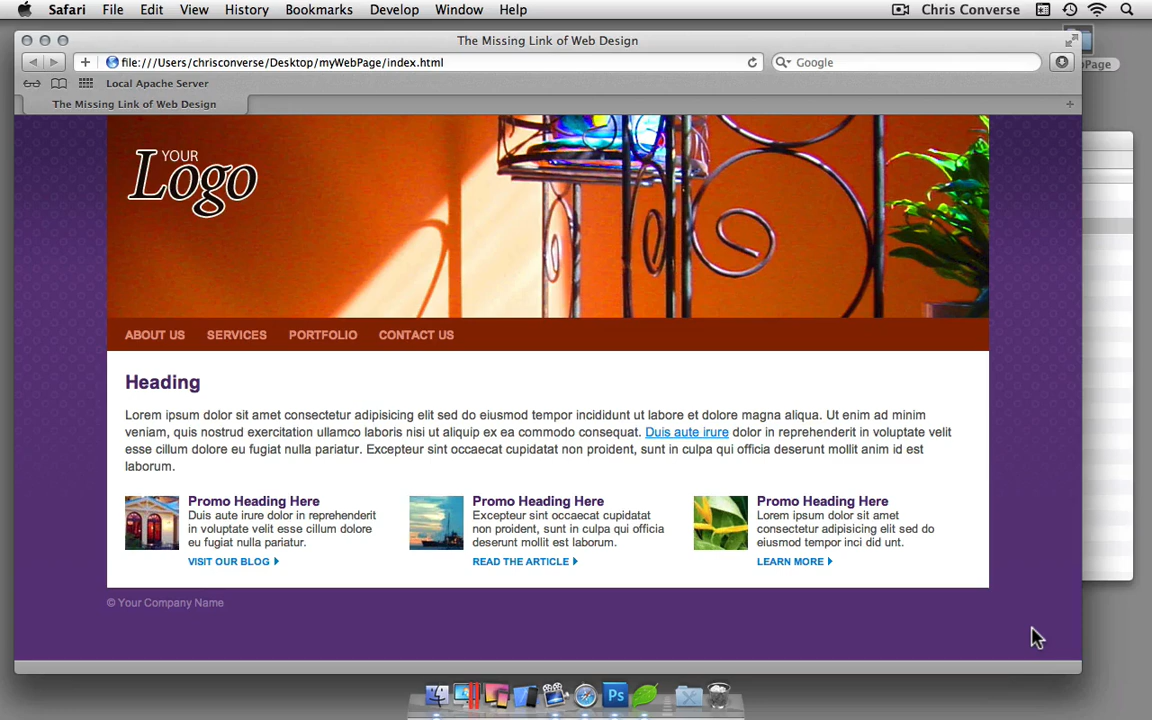 Safari File Edit View History Bookmarks Develop Window Help Chris Converse
The Missing Link of Web Design
file:///Users/chrisconverse/Desktop/myWebPage/index.html Google
Local Apache Server
The Missing Link of Web Design
YOUR
Logo
ABOUT US SERVICES PORTFOLIO CONTACT US
Heading
Lorem ipsum dolor sit amet consectetur adipisicing elit sed do eiusmod tempor incididunt ut labore et dolore magna aliqua. Ut enim ad minim
veniam, quis nostrud exercitation ullamco laboris nisi ut aliquip ex ea commodo consequat. Duis aute irure dolor in reprehenderit in voluptate velit
esse cillum dolore eu fugiat nulla pariatur. Excepteur sint occaecat cupidatat non proident, sunt in culpa qui officia deserunt mollit anim id est
laborum.
Promo Heading Here
Duis aute irure dolor in reprehenderit
in voluptate velit esse cillum dolore
eu fugiat nulla pariatur.
VISIT OUR BLOG
Promo Heading Here
Excepteur sint occaecat cupidatat
non proident, sunt in culpa qui officia
deserunt mollit est laborum.
READ THE ARTICLE
Promo Heading Here
Lorem ipsum dolor sit amet
consectetur adipisicing elit sed do
eiusmod tempor inci did unt.
LEARN MORE
© Your Company Name
Ps